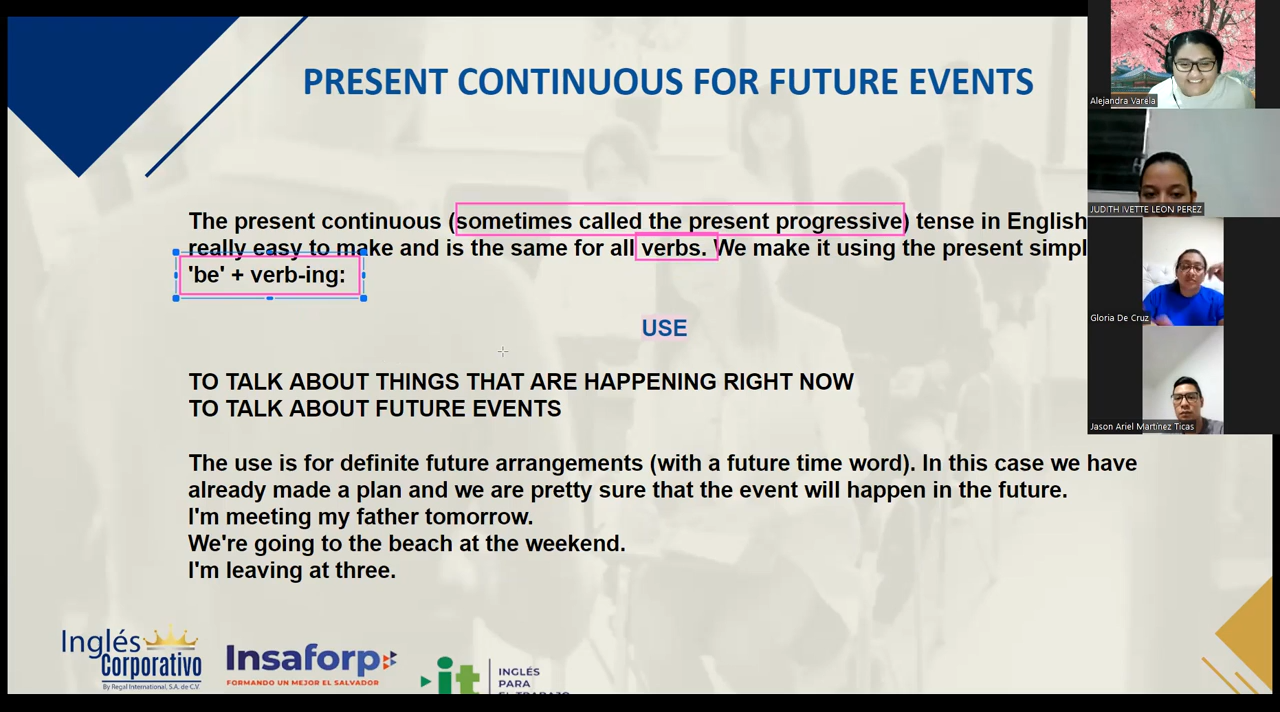 PRESENT CONTINUOUS FOR FUTURE EVENTS
The present continuous (sometimes called the present progressive) tense in English
really easy to make and is the same for all verbs. We make it using the present simpl
'be' + verb-ing:
USE
TO TALK ABOUT THINGS THAT ARE HAPPENING RIGHT NOW
TO TALK ABOUT FUTURE EVENTS
The use is for definite future arrangements (with a future time word). In this case we have
already made a plan and we are pretty sure that the event will happen in the future.
I'm meeting my father tomorrow.
We're going to the beach at the weekend.
I'm leaving at three.
Inglés
Corporativo
By Regal International, S.A. de C.V.
Insaforp
FORMANDO UN MEJOR EL SALVADOR
it
INGLÉS
PARA
EL TRABAJO
Alejandra Varela
JUDITH IVETTE LEON PEREZ
Gloria De Cruz
Jason Ariel Martínez Ticas